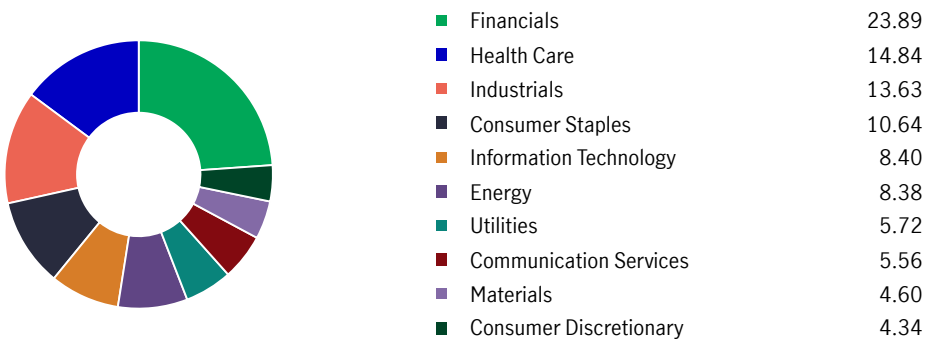 Financials 23.89
Health Care 14.84
Industrials 13.63
Consumer Staples 10.64
Information Technology 8.40
Energy 8.38
Utilities 5.72
Communication Services 5.56
Materials 4.60
Consumer Discretionary 4.34